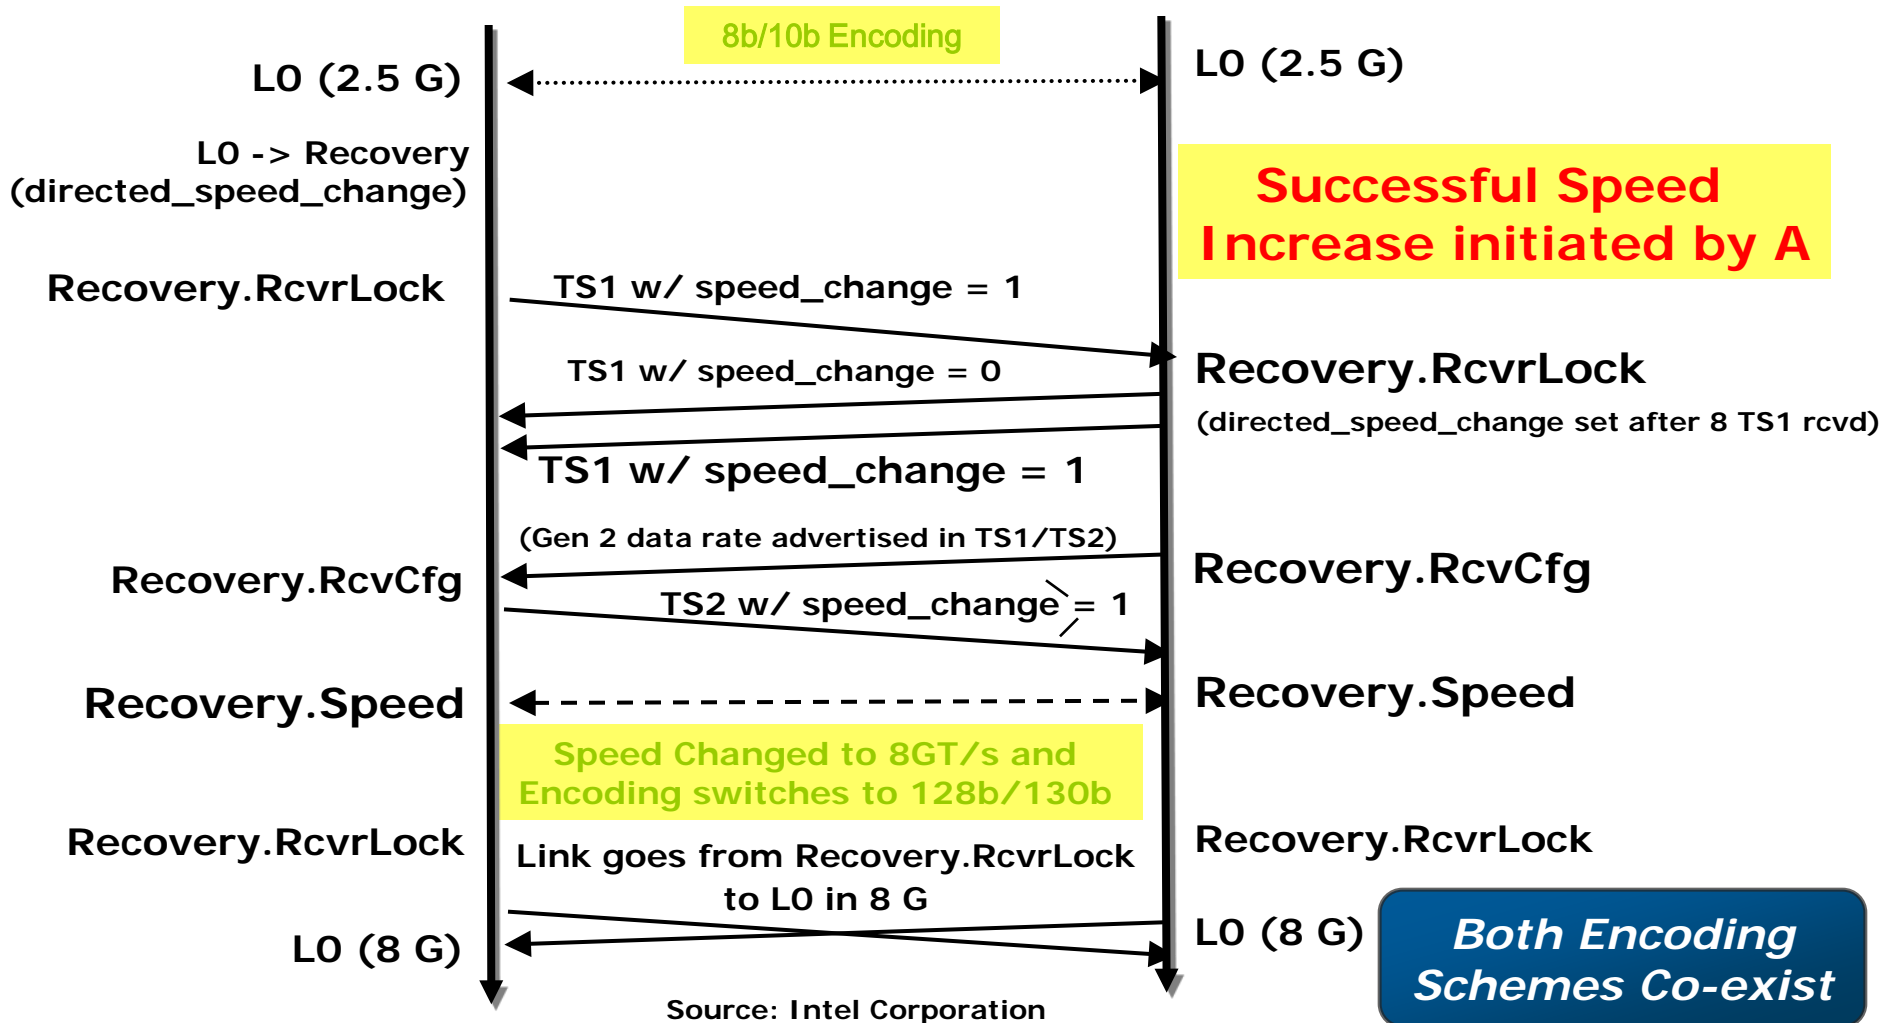 8b/10b Encoding
L0 (2.5 G)
L0 (2.5 G)
L0 -> Recovery
(directed_speed_change)
Successful Speed
Increase initiated by A
Recovery.RcvrLock
TS1 w/ speed_change = 1
TS1 w/ speed_change = 0
Recovery.RcvrLock
(directed_speed_change set after 8 TS1 rcvd)
TS1 w/ speed_change = 1
(Gen 2 data rate advertised in TS1/TS2)
Recovery.RcvCfg
Recovery.RcvCfg
TS2 w/ speed_change = 1
Recovery.Speed
Recovery.Speed
Speed Changed to 8GT/s and
Encoding switches to 128b/130b
Recovery.RcvrLock
Recovery.RcvrLock
Link goes from Recovery.RcvrLock
to L0 in 8 G
L0 (8 G)
L0 (8 G)
Both Encoding
Schemes Co-exist
Source: Intel Corporation